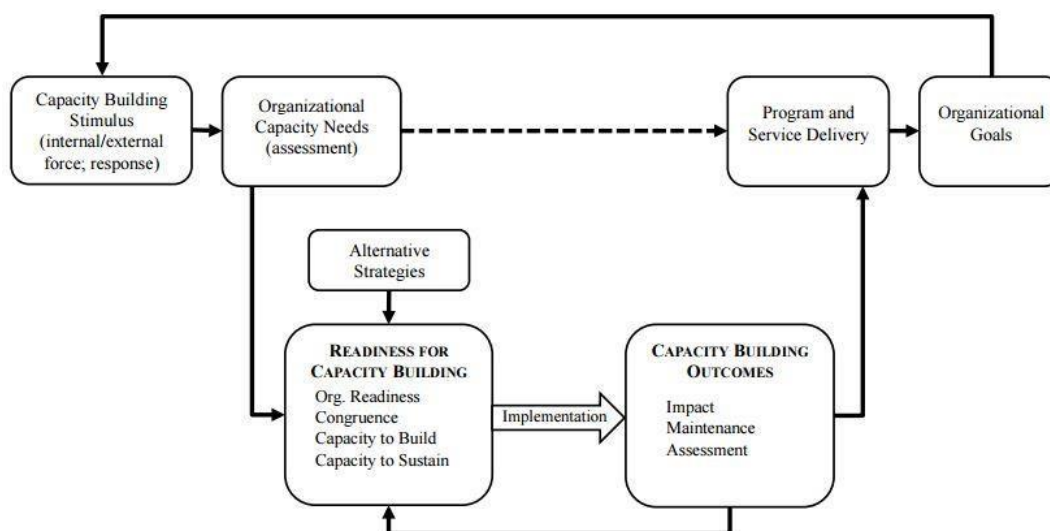 Capacity Building
Stimulus
(internal/external
force; response)
Organizational
Capacity Needs
(assessment)
Program and
Service Delivery
Organizational
Goals
Alternative
Strategies
READINESS FOR
CAPACITY BUILDING
Org. Readiness
Congruence
Capacity to Build
Capacity to Sustain
Implementation
CAPACITY BUILDING
OUTCOMES
Impact
Maintenance
Assessment